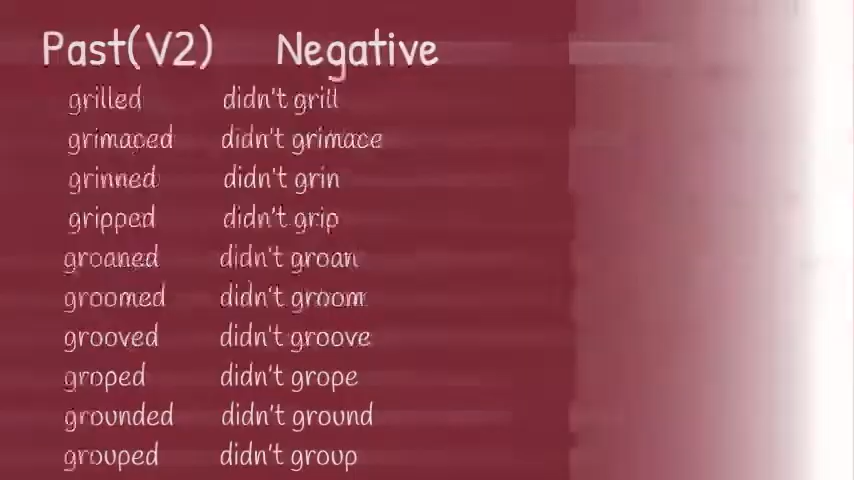 Past(V2) Negative
grilled didn't grill
grimaced didn't grimace
grinned didn't grin
gripped didn't grip
groaned didn't groan
groomed didn't groom
grooved didn't groove
groped didn't grope
grounded didn't ground
grouped didn't group